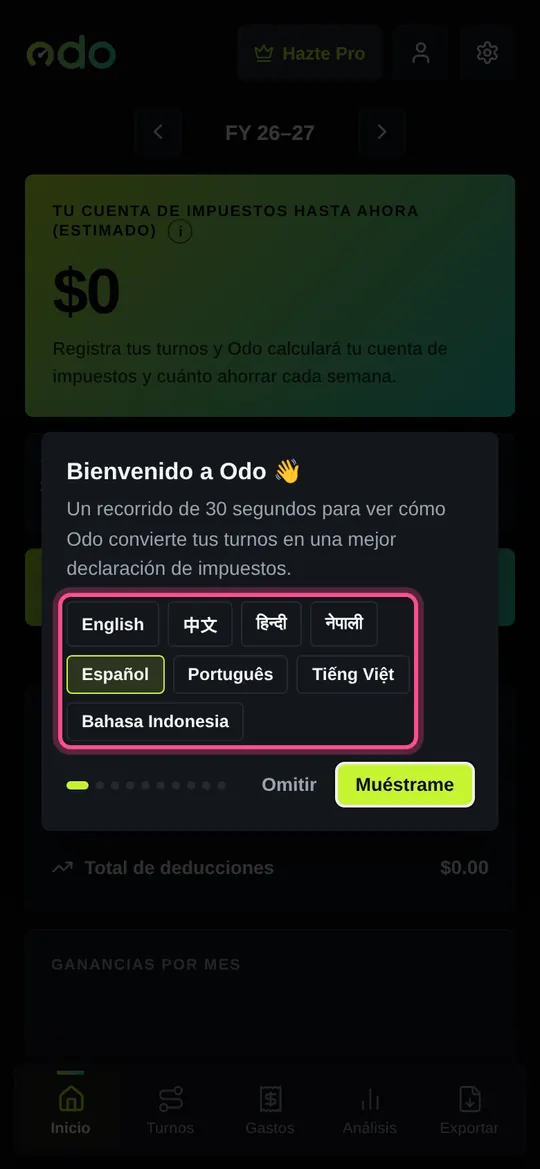 odo
Hazte Pro
FY 26–27
TU CUENTA DE IMPUESTOS HASTA AHORA
(ESTIMADO) i
$0
Registra tus turnos y Odo calculará tu cuenta de
impuestos y cuánto ahorrar cada semana.
Bienvenido a Odo 👋
Un recorrido de 30 segundos para ver cómo
Odo convierte tus turnos en una mejor
declaración de impuestos.
English 中文 हिन्दी नेपाली
Español Português Tiếng Việt
Bahasa Indonesia
Omitir Muéstrame
Total de deducciones $0.00
GANANCIAS POR MES
Inicio Turnos Gastos Análisis Exportar